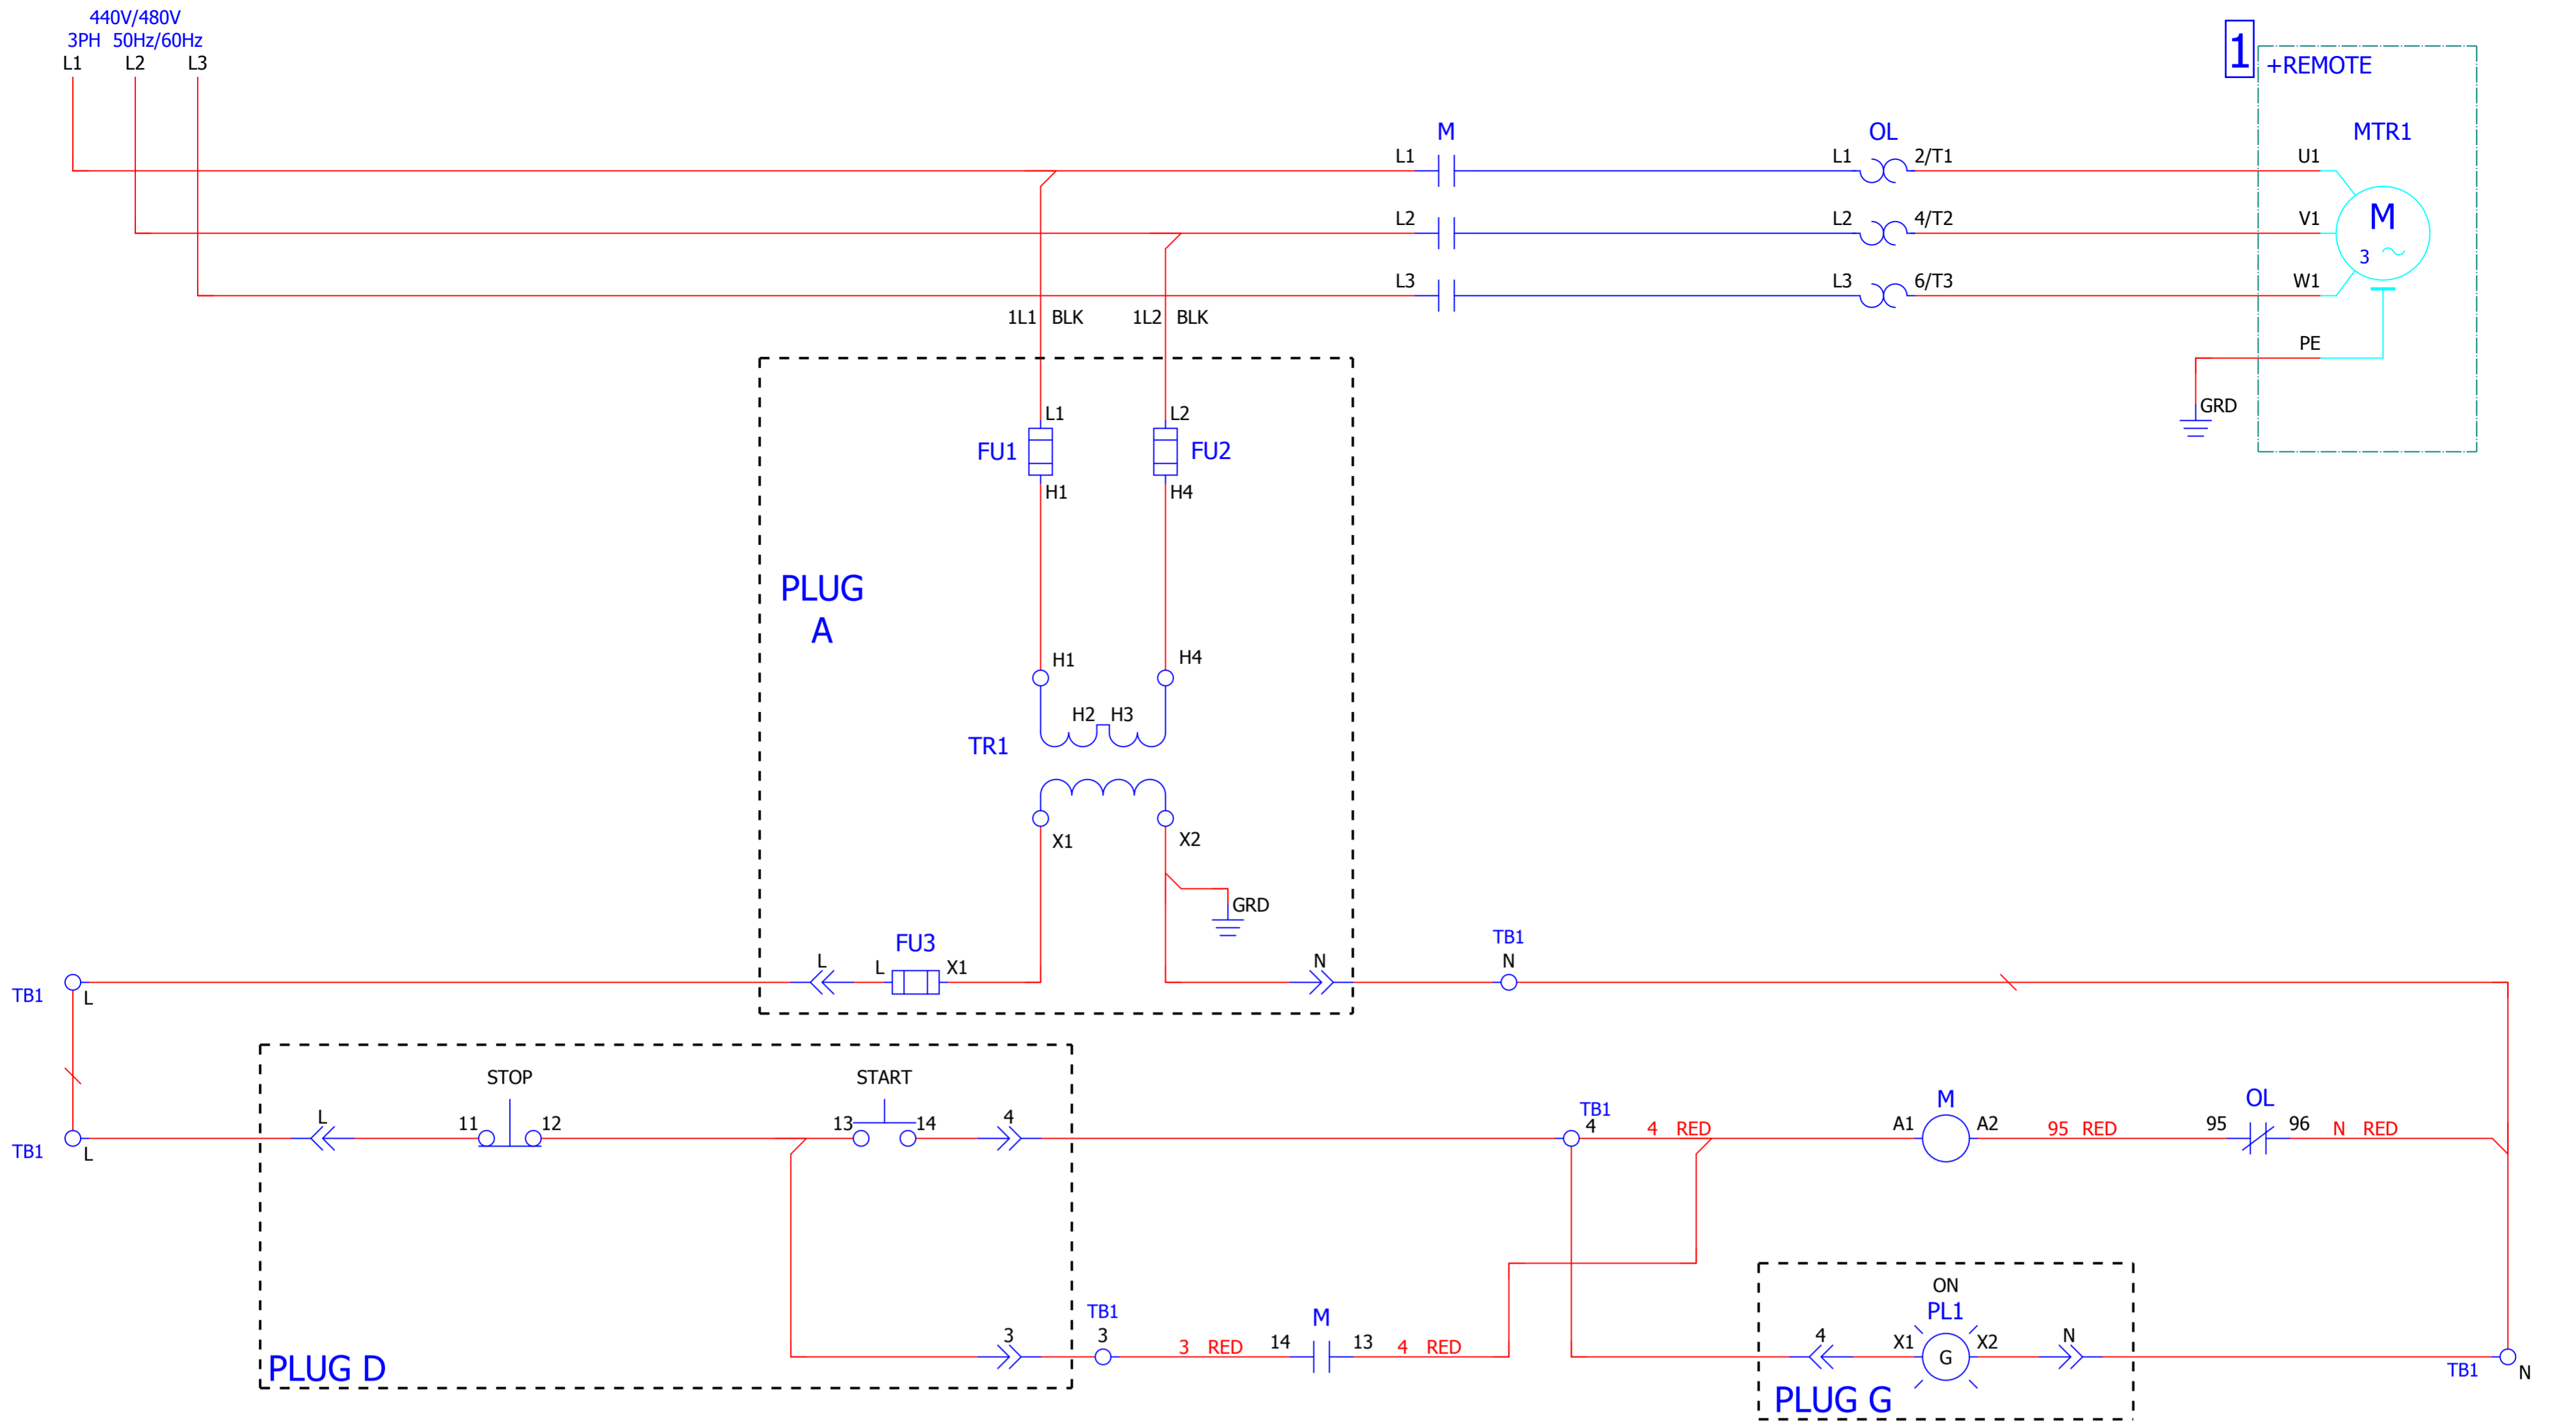 440V/480V
3PH 50Hz/60Hz
L1 L2 L3
1
+REMOTE
M OL MTR1
L1 L1 2/T1 U1
L2 L2 4/T2 V1
M
3
L3 L3 6/T3 W1
1L1 BLK 1L2 BLK
PE
GRD
L1 L2
FU1 FU2
H1 H4
PLUG
A
H1 H4
H2 H3
TR1
X1 X2
GRD
FU3
TB1
L L X1 N N
TB1 L
STOP START
L 11 12 13 14 4
TB1 L
TB1
4 4 RED
M
A1 A2
95 RED
OL
95 96
N RED
3
TB1
3
3 RED
M
14 13
4 RED
PLUG D
ON
PL1
4 X1 G X2 N
PLUG G
TB1 N